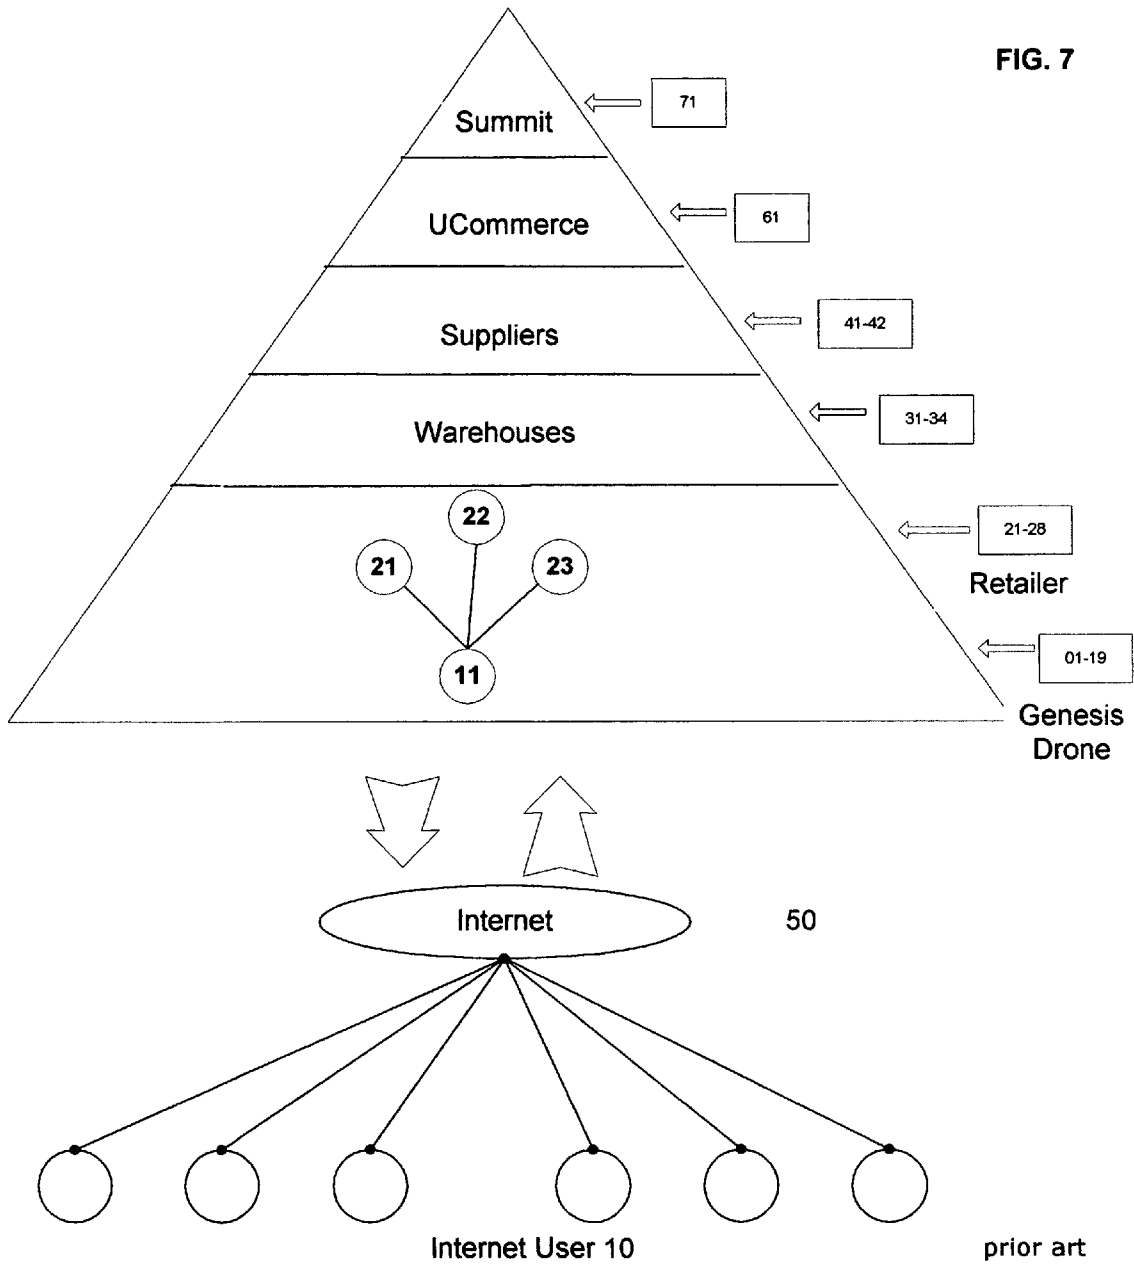 FIG. 7
71
Summit
61
UCommerce
41-42
Suppliers
31-34
Warehouses
22
21-28
21
23
Retailer
01-19
11
Genesis
Drone
Internet
50
Internet User 10
prior art